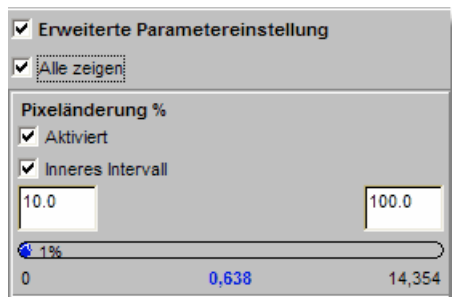 Erweiterte Parametereinstellung
Alle zeigen
Pixeländerung %
Aktiviert
Inneres Intervall
10.0 100.0
1%
0 0,638 14,354